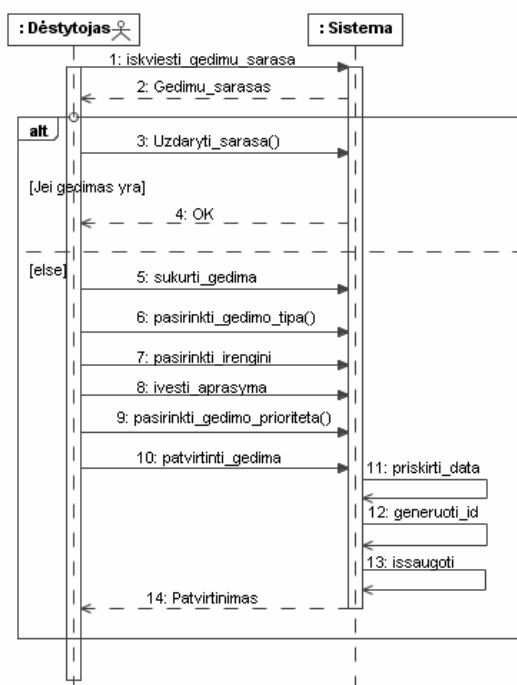 : Dėstytojas
: Sistema
1: iskviesti_gedimu_sarasa
2: Gedimu_sarasas
alt
3: Uzdaryti_sarasa()
[Jei gedimas yra]
4: OK
[else]
5: sukurti_gedima
6: pasirinkti_gedimo_tipa()
7: pasirinkti_irengini
8: ivesti_aprasyma
9: pasirinkti_gedimo_prioriteta()
10: patvirtinti_gedima
11: priskirti_data
12: generuoti_id
13: issaugoti
14: Patvirtinimas